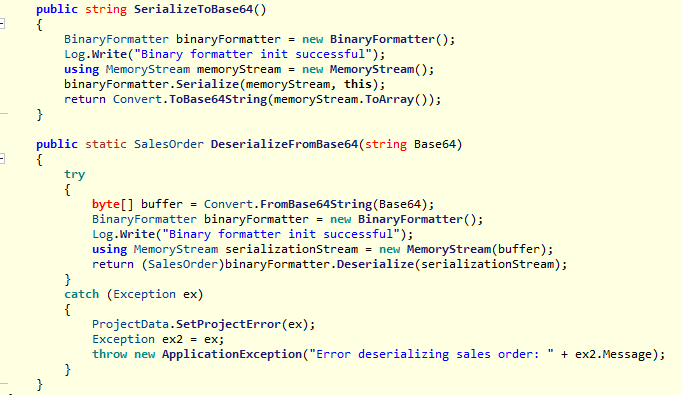 public string SerializeToBase64()
{
BinaryFormatter binaryFormatter = new BinaryFormatter();
Log.Write("Binary formatter init successful");
using MemoryStream memoryStream = new MemoryStream();
binaryFormatter.Serialize(memoryStream, this);
return Convert.ToBase64String(memoryStream.ToArray());
}
public static SalesOrder DeserializeFromBase64(string Base64)
{
try
{
byte[] buffer = Convert.FromBase64String(Base64);
BinaryFormatter binaryFormatter = new BinaryFormatter();
Log.Write("Binary formatter init successful");
using MemoryStream serializationStream = new MemoryStream(buffer);
return (SalesOrder)binaryFormatter.Deserialize(serializationStream);
}
catch (Exception ex)
{
ProjectData.SetProjectError(ex);
Exception ex2 = ex;
throw new ApplicationException("Error deserializing sales order: " + ex2.Message);
}
}